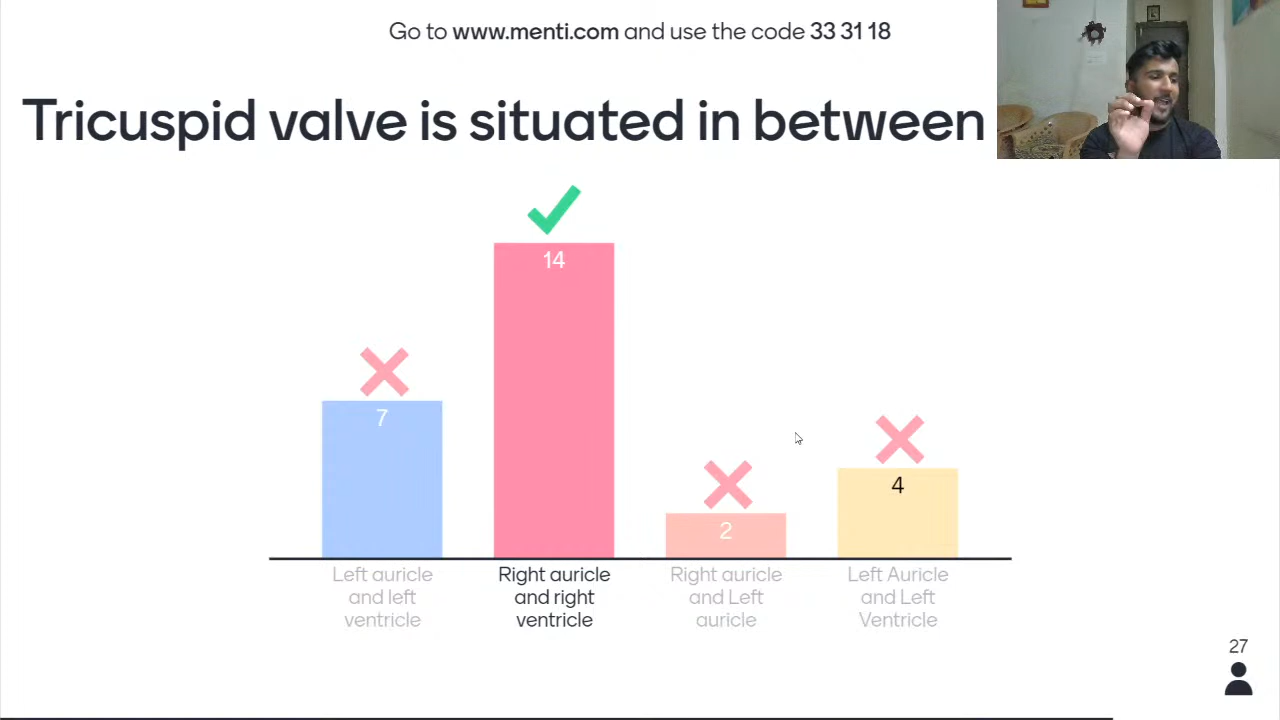 Go to www.menti.com and use the code 33 31 18
Tricuspid valve is situated in between
14
7
2
4
Left auricle
and left
ventricle
Right auricle
and right
ventricle
Right auricle
and Left
auricle
Left Auricle
and Left
Ventricle
27